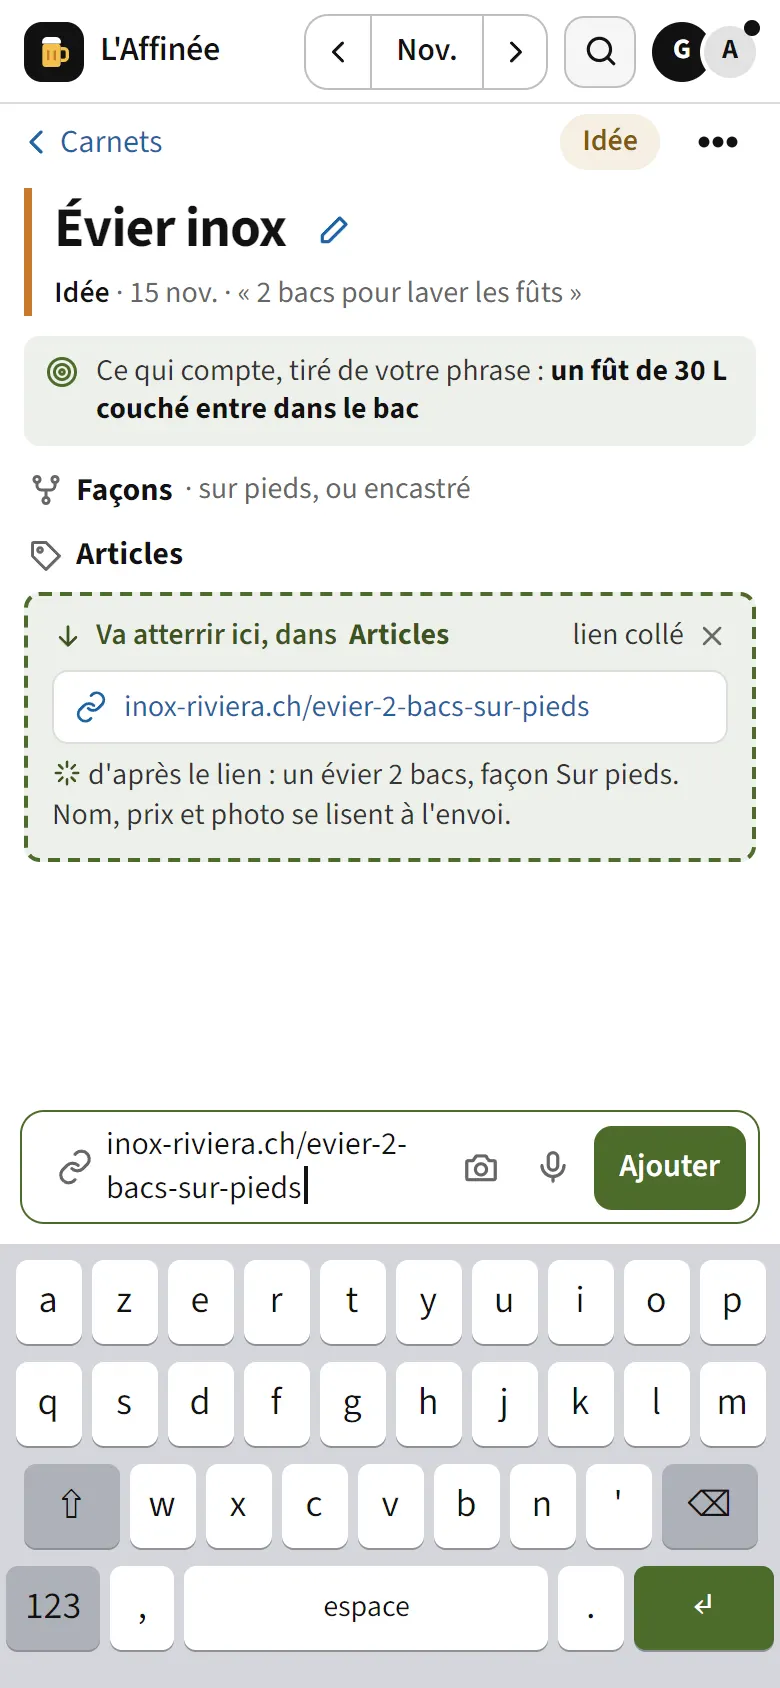 L'Affinée
Nov.
G
A
Carnets
Idée
Évier inox
Idée · 15 nov. · « 2 bacs pour laver les fûts »
Ce qui compte, tiré de votre phrase : un fût de 30 L
couché entre dans le bac
Façons · sur pieds, ou encastré
Articles
Va atterrir ici, dans Articles
lien collé
inox-riviera.ch/evier-2-bacs-sur-pieds
d'après le lien : un évier 2 bacs, façon Sur pieds.
Nom, prix et photo se lisent à l'envoi.
inox-riviera.ch/evier-2-
bacs-sur-pieds
Ajouter
a z e r t y u i o p
q s d f g h j k l m
w x c v b n '
123 , espace .